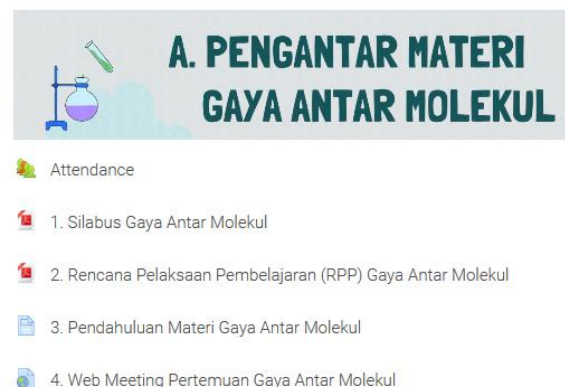 A. PENGANTAR MATERI
GAYA ANTAR MOLEKUL
Attendance
1. Silabus Gaya Antar Molekul
2. Rencana Pelaksaan Pembelajaran (RPP) Gaya Antar Molekul
3. Pendahuluan Materi Gaya Antar Molekul
4. Web Meeting Pertemuan Gaya Antar Molekul